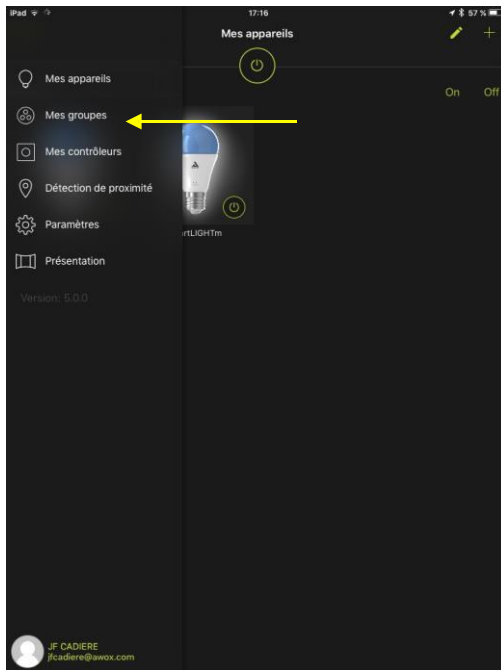 iPad 17:16 57 %
Mes appareils
On Off
Mes appareils
Mes groupes
Mes contrôleurs
Détection de proximité
Paramètres
Présentation
Version: 5.0.0
rtLIGHTm
JF CADIERE
jfcadiere@awox.com